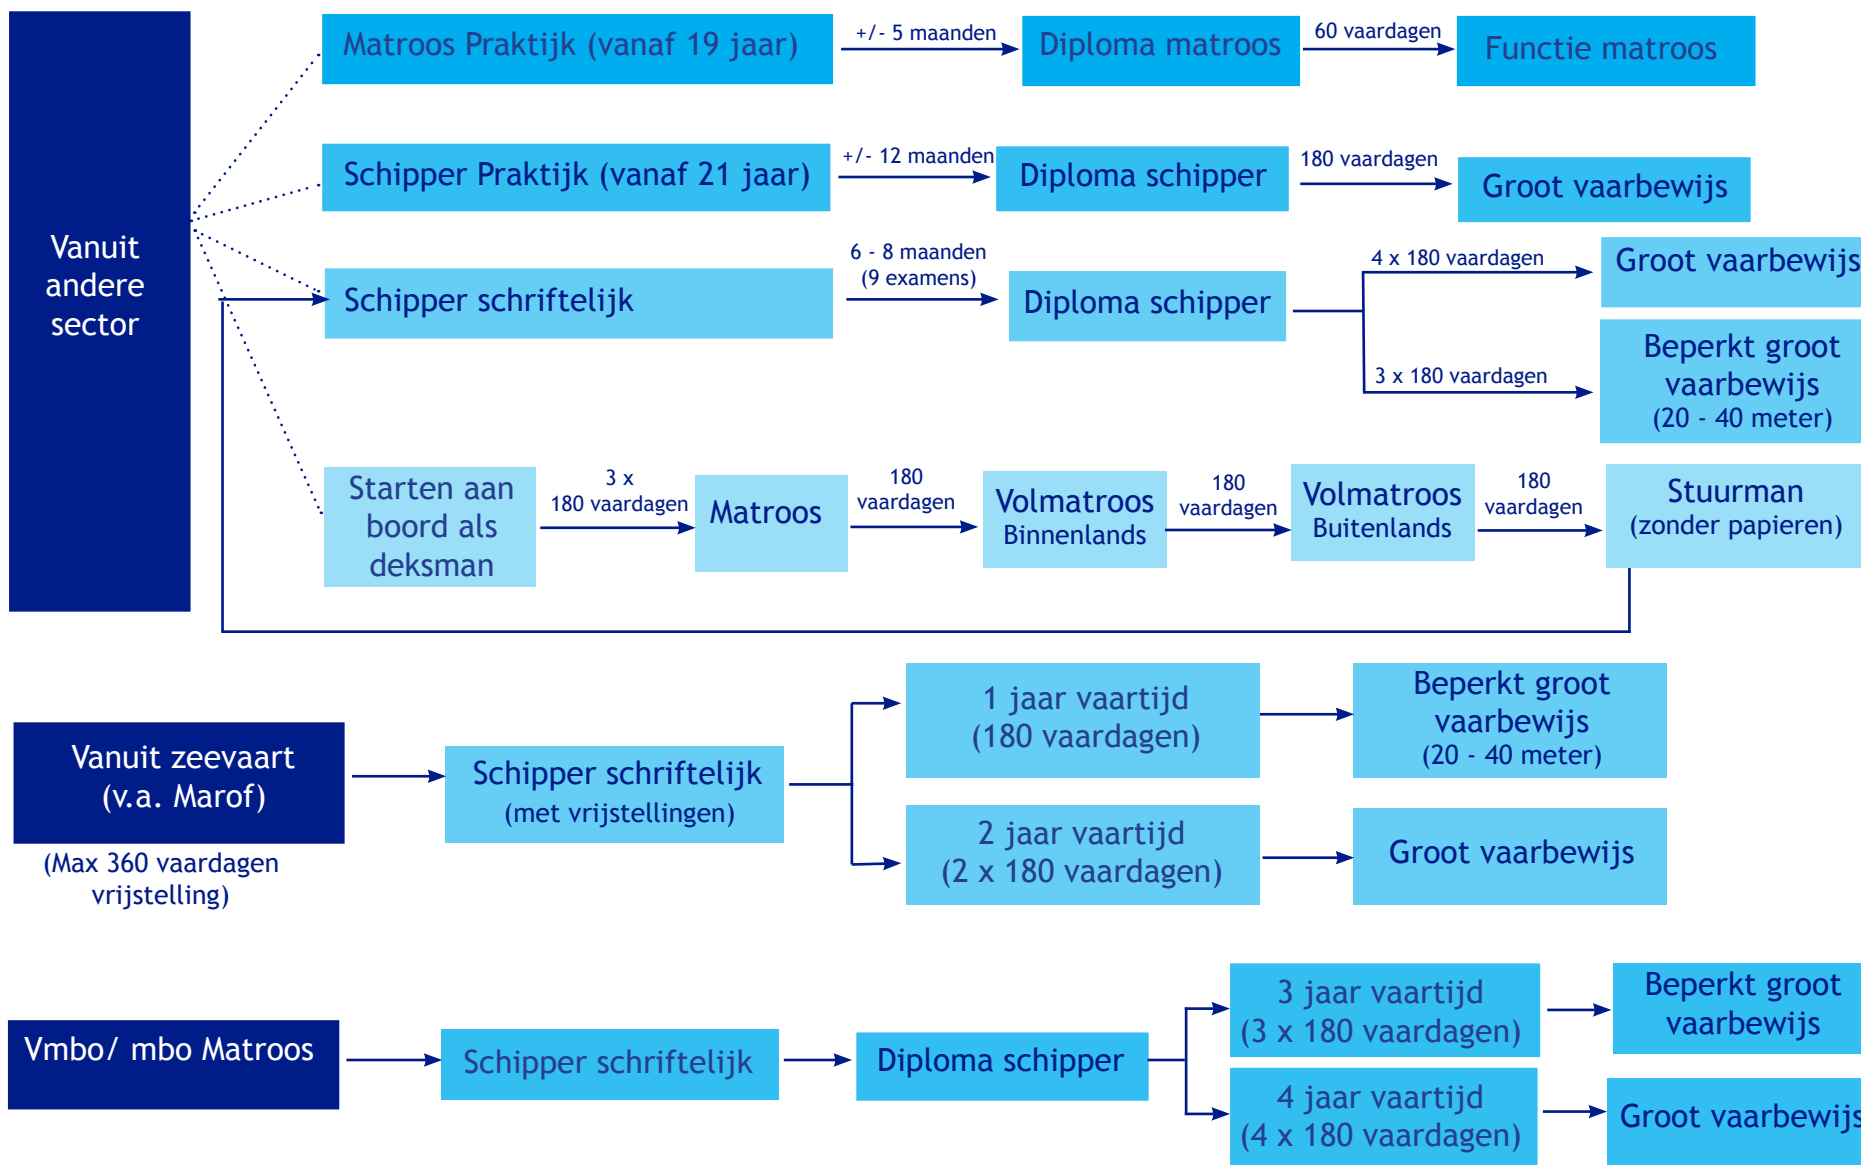 Vanuit
andere
sector
Matroos Praktijk (vanaf 19 jaar)
+/- 5 maanden
Diploma matroos
60 vaardagen
Functie matroos
Schipper Praktijk (vanaf 21 jaar)
+/- 12 maanden
Diploma schipper
180 vaardagen
Groot vaarbewijs
Schipper schriftelijk
6 - 8 maanden
(9 examens)
Diploma schipper
4 x 180 vaardagen
Groot vaarbewijs
3 x 180 vaardagen
Beperkt groot
vaarbewijs
(20 - 40 meter)
Starten aan
boord als
deksman
3 x
180 vaardagen
Matroos
180
vaardagen
Volmatroos
Binnenlands
180
vaardagen
Volmatroos
Buitenlands
180
vaardagen
Stuurman
(zonder papieren)
Vanuit zeevaart
(v.a. Marof)
(Max 360 vaardagen
vrijstelling)
Schipper schriftelijk
(met vrijstellingen)
1 jaar vaartijd
(180 vaardagen)
Beperkt groot
vaarbewijs
(20 - 40 meter)
2 jaar vaartijd
(2 x 180 vaardagen)
Groot vaarbewijs
Vmbo/ mbo Matroos
Schipper schriftelijk
Diploma schipper
3 jaar vaartijd
(3 x 180 vaardagen)
Beperkt groot
vaarbewijs
4 jaar vaartijd
(4 x 180 vaardagen)
Groot vaarbewijs